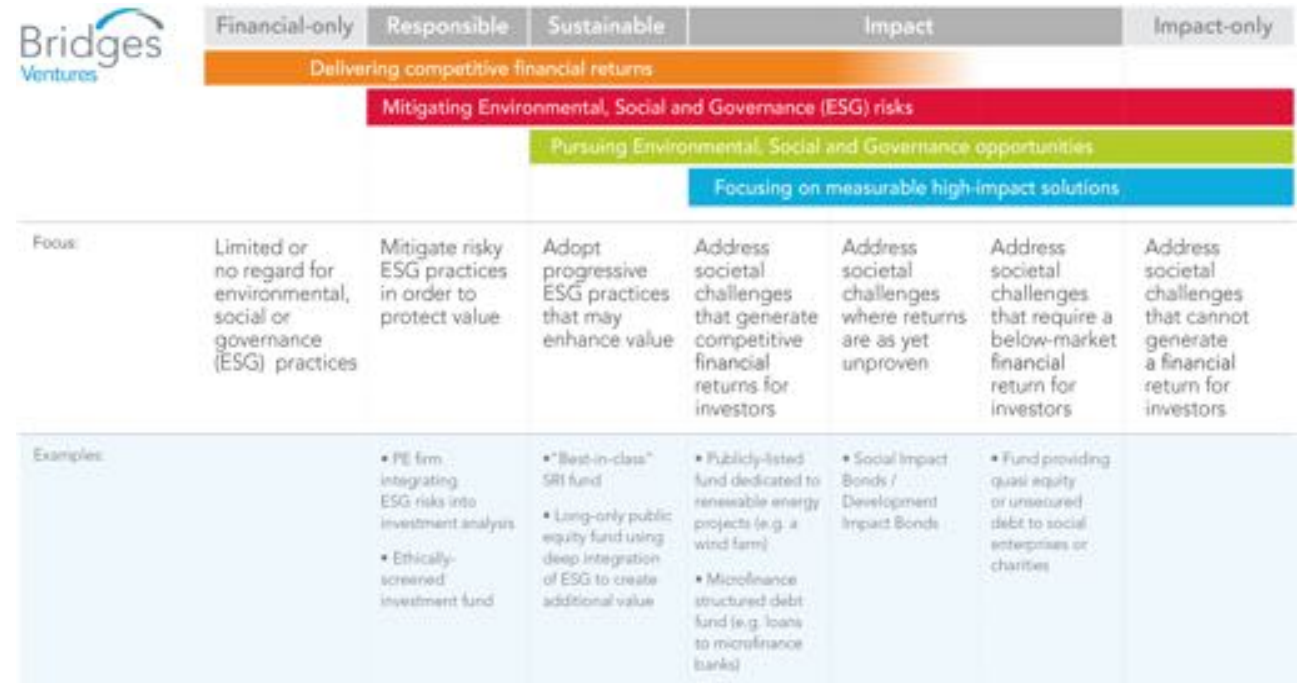 Bridges
Ventures
Financial-only
Responsible
Sustainable
Impact
Impact-only
Delivering competitive financial returns
Mitigating Environmental, Social and Governance (ESG) risks
Pursuing Environmental, Social and Governance opportunities
Focusing on measurable high-impact solutions
Focus:
Limited or
no regard for
environmental,
social or
governance
(ESG) practices
Mitigate risky
ESG practices
in order to
protect value
Adopt
progressive
ESG practices
that may
enhance value
Address
societal
challenges
that generate
competitive
financial
returns for
investors
Address
societal
challenges
where returns
are as yet
unproven
Address
societal
challenges
that require a
below-market
financial
return for
investors
Address
societal
challenges
that cannot
generate
a financial
return for
investors
Examples:
• PE firm
integrating
ESG risks into
investment analysis
• Ethically-
screened
investment fund
•"Best-in-class"
SRI fund
• Long-only public
equity fund using
deep integration
of ESG to create
additional value
• Publicly-listed
fund dedicated to
renewable energy
projects (e.g. a
wind farm)
• Microfinance
structured debt
fund (e.g. loans
to microfinance
banks)
• Social Impact
Bonds /
Development
Impact Bonds
• Fund providing
quasi equity
or unsecured
debt to social
enterprises or
charities